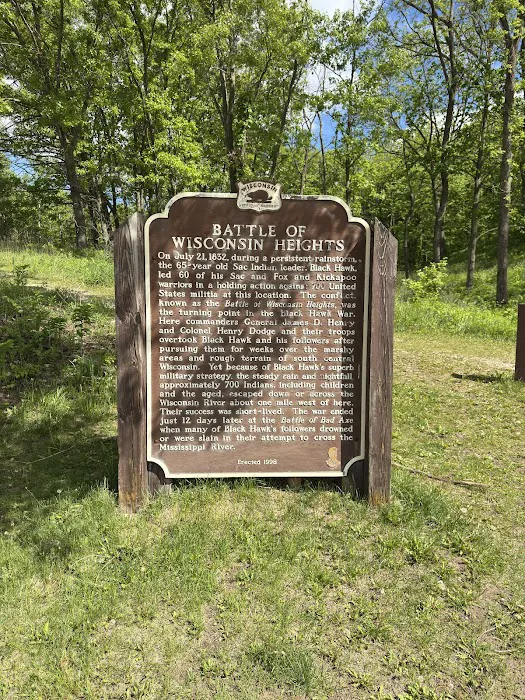 WISCONSIN
BATTLE OF
WISCONSIN HEIGHTS
On July 21, 1832, during a persistent rainstorm,
the 65-year old Sac Indian leader, Black Hawk,
led 60 of his Sac and Fox and Kickapoo
warriors in a holding action against 700 United
States militia at this location. The conflict,
known as the Battle of Wisconsin Heights, was
the turning point in the Black Hawk War.
Here commanders General James D. Henry
and Colonel Henry Dodge and their troops
overtook Black Hawk and his followers after
pursuing them for weeks over the marshy
areas and rough terrain of south central
Wisconsin. Yet because of Black Hawk's superb
military strategy, the steady rain and nightfall,
approximately 700 Indians, including children
and the aged, escaped down or across the
Wisconsin River about one mile west of here.
Their success was short-lived. The war ended
just 12 days later at the Battle of Bad Axe
when many of Black Hawk's followers drowned
or were slain in their attempt to cross the
Mississippi River.
Erected 1998